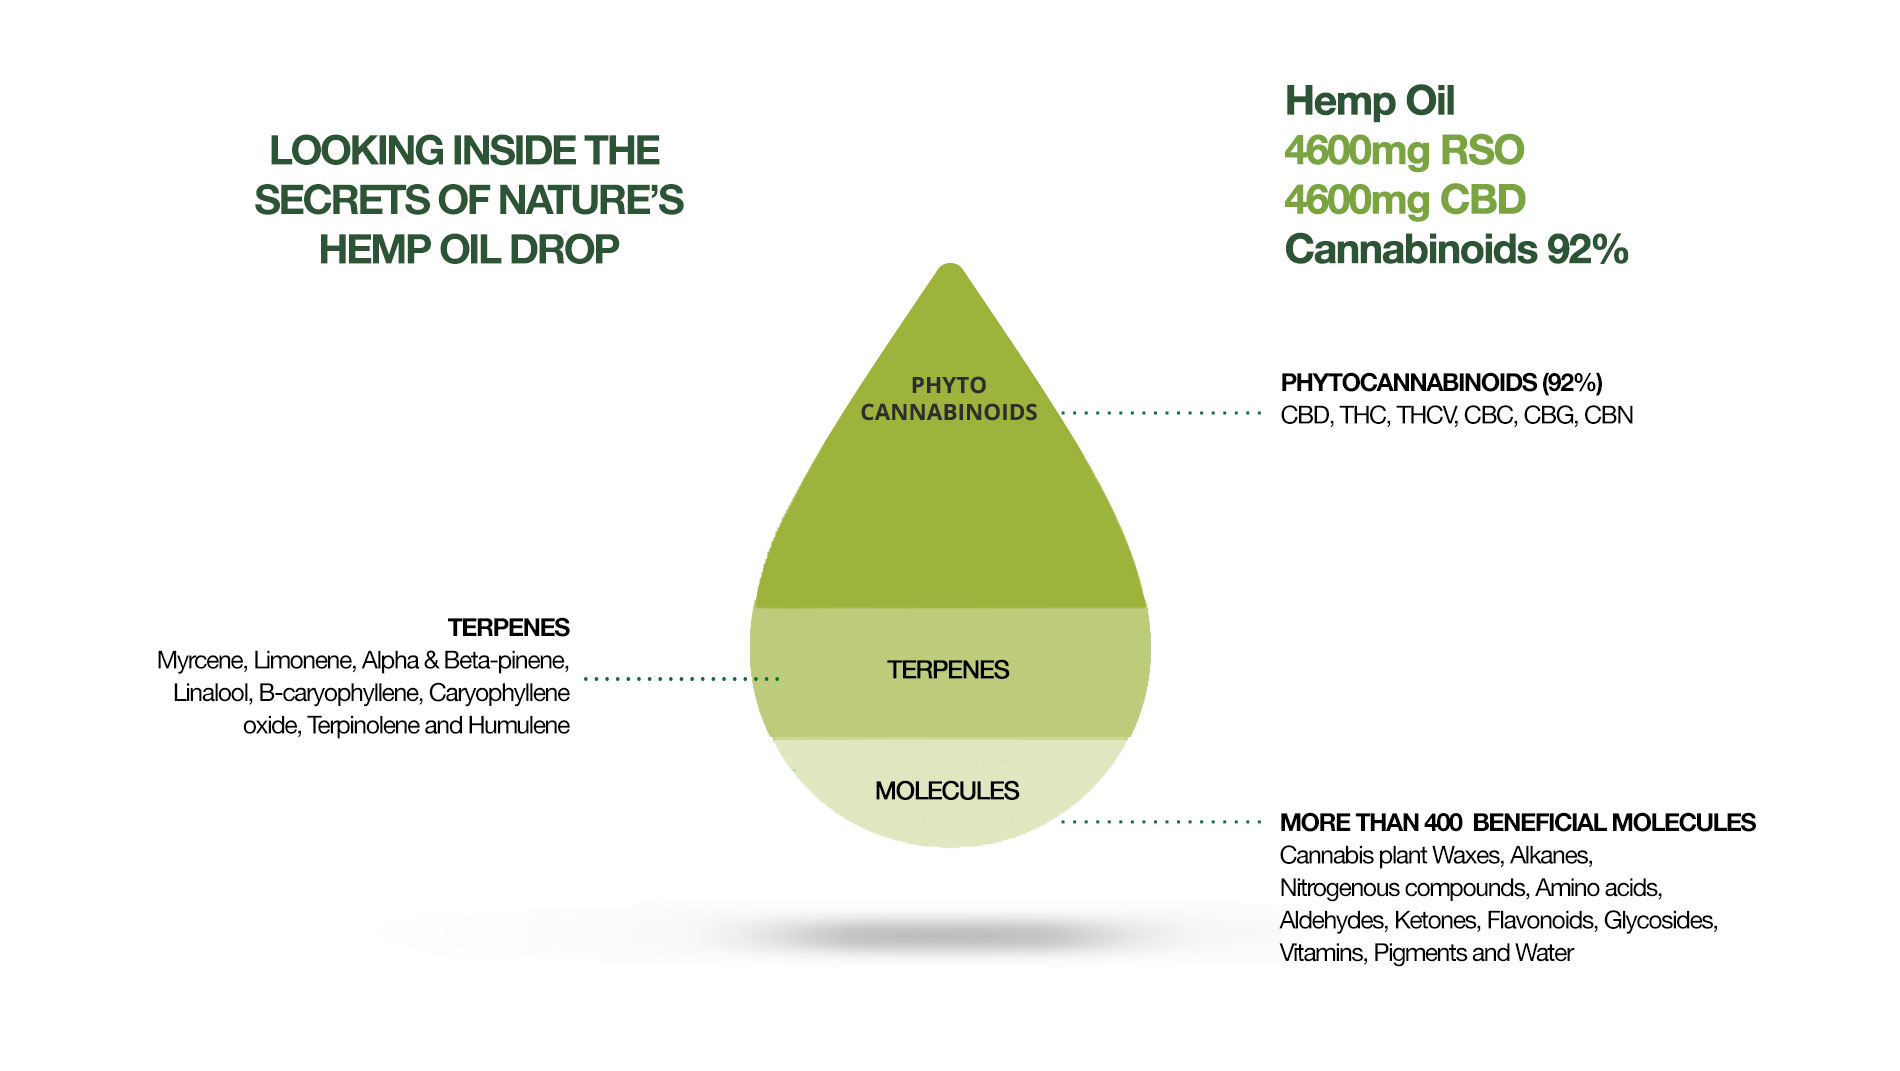 LOOKING INSIDE THE
SECRETS OF NATURE’S
HEMP OIL DROP
Hemp Oil
4600mg RSO
4600mg CBD
Cannabinoids 92%
PHYTO
CANNABINOIDS
PHYTOCANNABINOIDS (92%)
CBD, THC, THCV, CBC, CBG, CBN
TERPENES
Myrcene, Limonene, Alpha & Beta-pinene,
Linalool, B-caryophyllene, Caryophyllene
oxide, Terpinolene and Humulene
TERPENES
MOLECULES
MORE THAN 400 BENEFICIAL MOLECULES
Cannabis plant Waxes, Alkanes,
Nitrogenous compounds, Amino acids,
Aldehydes, Ketones, Flavonoids, Glycosides,
Vitamins, Pigments and Water